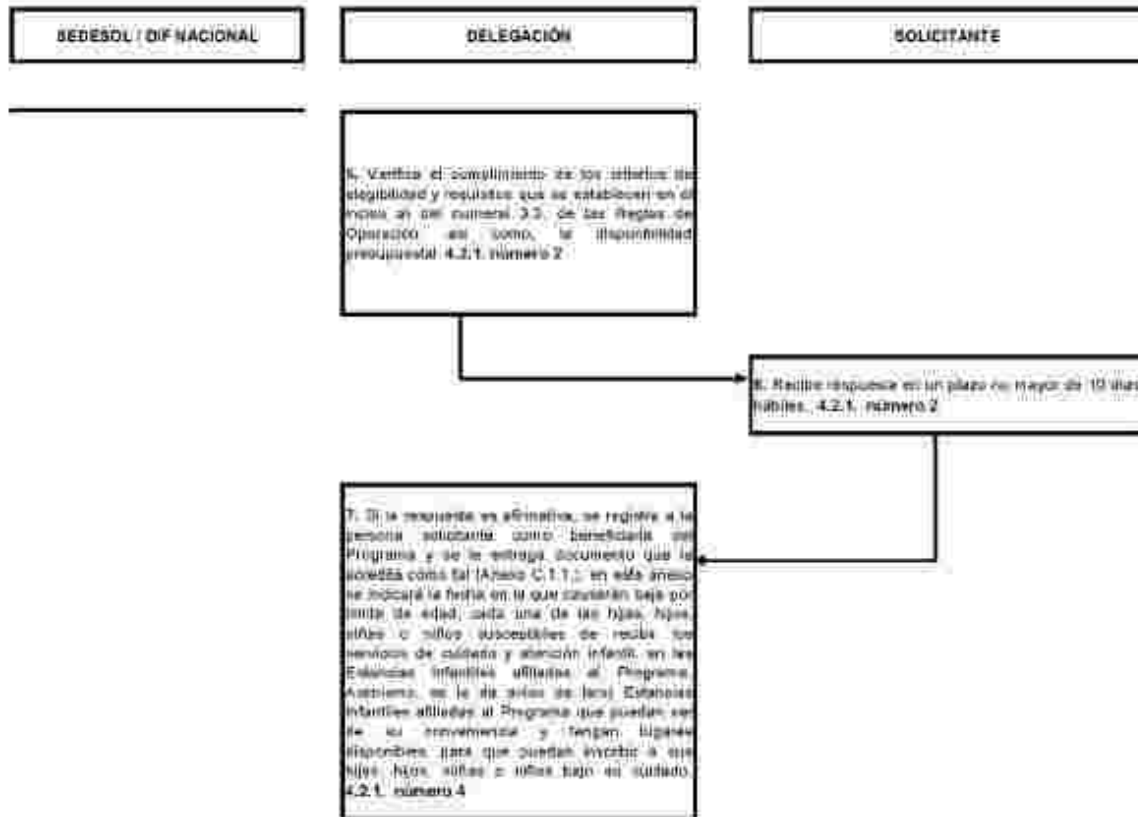 SEDESOL / DIF NACIONAL
DELEGACIÓN
SOLICITANTE
5. Verifica el cumplimiento de los criterios de
elegibilidad y requisitos que se establecen en el
inciso a) del numeral 3.3. de las Reglas de
Operación así como, la disponibilidad
presupuestal. 4.2.1. número 2
6. Recibe respuesta en un plazo no mayor de 10 días
hábiles. 4.2.1. número 2
7. Si la respuesta es afirmativa, se registra a la
persona solicitante como beneficiaria del
Programa y se le entrega documento que la
acredita como tal (Anexo C.1.1.), en este anexo
se indicará la fecha en la que causarán baja por
límite de edad, cada una de las hijas, hijos,
niñas o niños susceptibles de recibir los
servicios de cuidado y atención infantil, en las
Estancias Infantiles afiliadas al Programa.
Asimismo, se le da aviso de la(s) Estancias
Infantiles afiliadas al Programa que puedan ser
de su conveniencia y tengan lugares
disponibles, para que puedan inscribir a sus
hijas, hijos, niñas o niños bajo su cuidado.
4.2.1. número 4